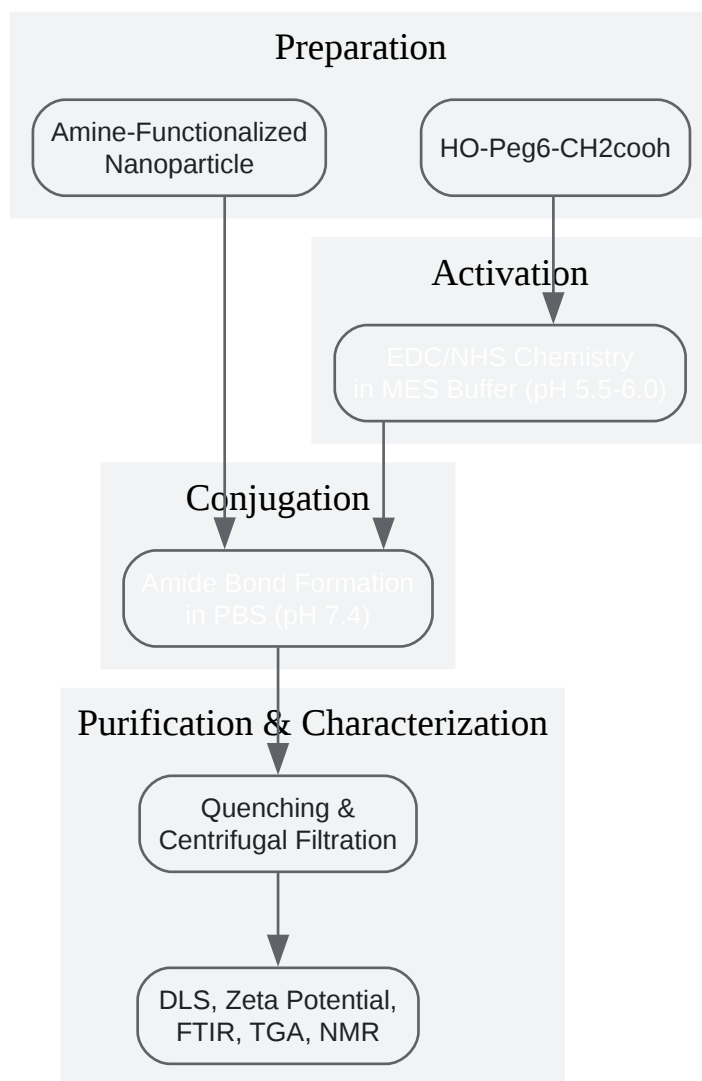 Preparation
Amine-Functionalized
Nanoparticle
HO-Peg6-CH2cooh
Activation
EDC/NHS Chemistry
in MES Buffer (pH 5.5-6.0)
Conjugation
Amide Bond Formation
in PBS (pH 7.4)
Purification & Characterization
Quenching &
Centrifugal Filtration
DLS, Zeta Potential,
FTIR, TGA, NMR